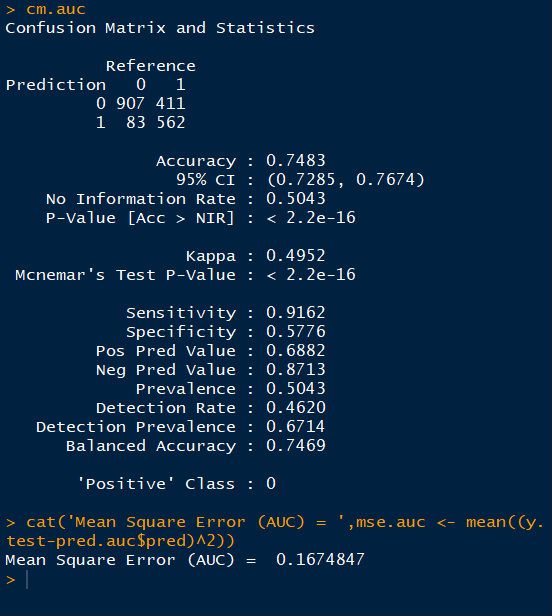 > cm.auc
Confusion Matrix and Statistics
Reference
Prediction 0 1
0 907 411
1 83 562
Accuracy : 0.7483
95% CI : (0.7285, 0.7674)
No Information Rate : 0.5043
P-Value [Acc > NIR] : < 2.2e-16
Kappa : 0.4952
Mcnemar's Test P-Value : < 2.2e-16
Sensitivity : 0.9162
Specificity : 0.5776
Pos Pred Value : 0.6882
Neg Pred Value : 0.8713
Prevalence : 0.5043
Detection Rate : 0.4620
Detection Prevalence : 0.6714
Balanced Accuracy : 0.7469
'Positive' Class : 0
> cat('Mean Square Error (AUC) = ',mse.auc <- mean((y.
test-pred.auc$pred)^2))
Mean Square Error (AUC) =  0.1674847
>